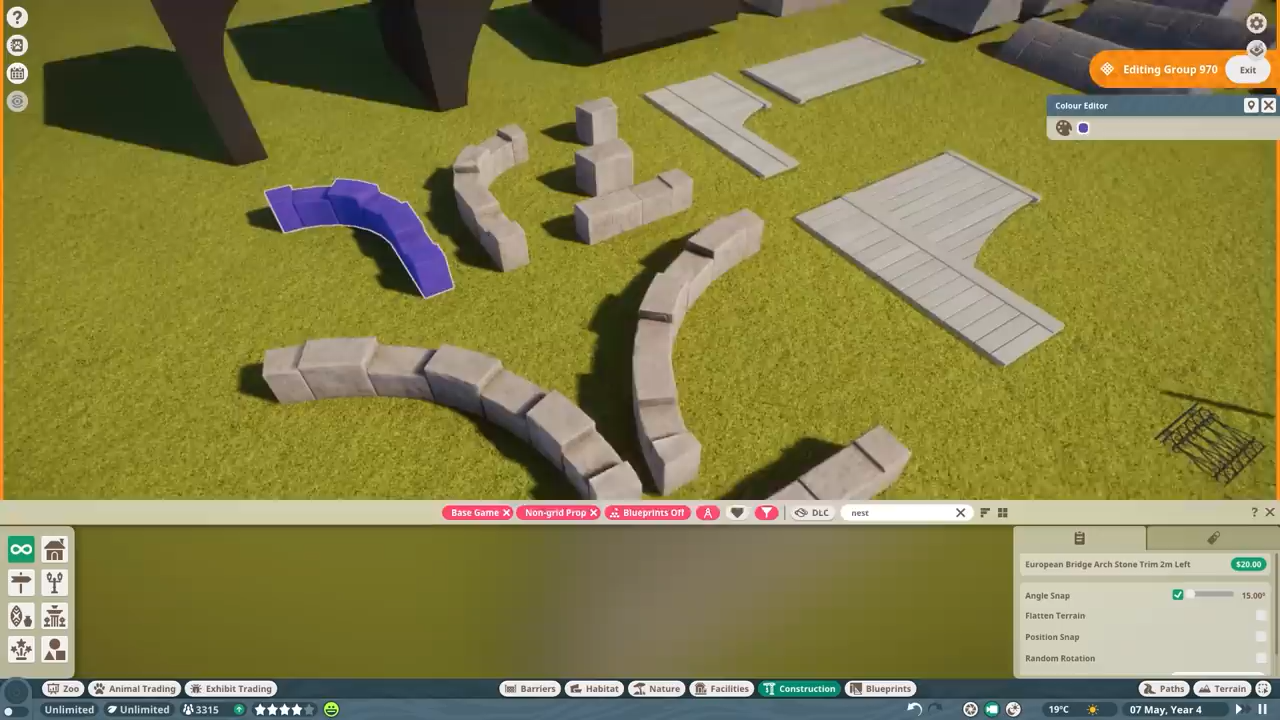 ?
Editing Group 970
Exit
Colour Editor
Base Game ×
Non-grid Prop ×
Blueprints Off
DLC
nest
?
European Bridge Arch Stone Trim 2m Left
$20.00
Angle Snap
15.00°
Flatten Terrain
Position Snap
Random Rotation
Zoo
Animal Trading
Exhibit Trading
Barriers
Habitat
Nature
Facilities
Construction
Blueprints
Paths
Terrain
Unlimited
Unlimited
3315
19°C
07 May, Year 4